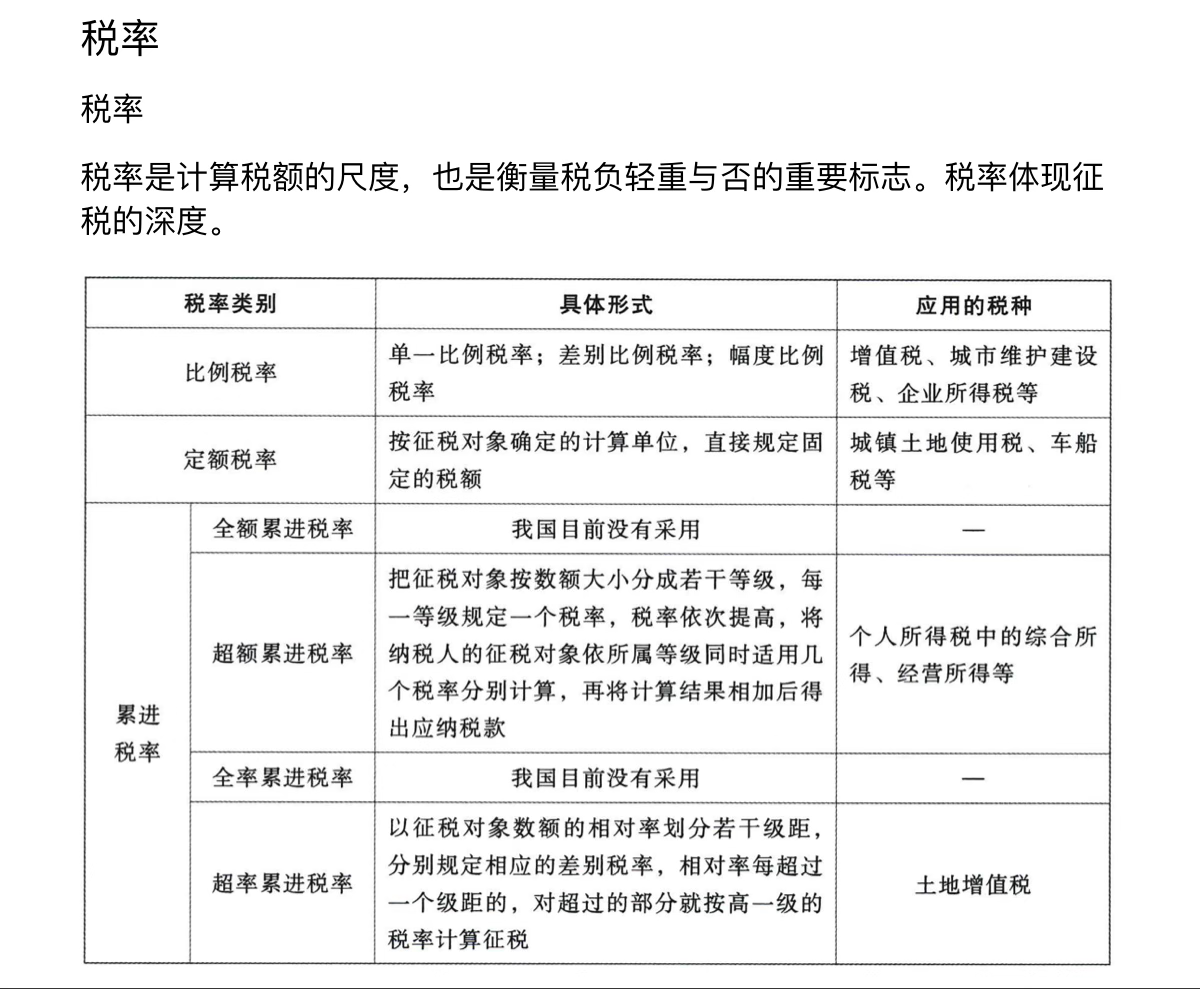 税率
税率
税率是计算税额的尺度，也是衡量税负轻重与否的重要标志。税率体现征
税的深度。
税率类别 具体形式 应用的税种
比例税率
单一比例税率；差别比例税率；幅度比例
税率
增值税、城市维护建设
税、企业所得税等
定额税率
按征税对象确定的计算单位，直接规定固
定的税额
城镇土地使用税、车船
税等
累进
税率
全额累进税率 我国目前没有采用 —
超额累进税率
把征税对象按数额大小分成若干等级，每
一等级规定一个税率，税率依次提高，将
纳税人的征税对象依所属等级同时适用几
个税率分别计算，再将计算结果相加后得
出应纳税款
个人所得税中的综合所
得、经营所得等
全率累进税率 我国目前没有采用 —
超率累进税率
以征税对象数额的相对率划分若干级距，
分别规定相应的差别税率，相对率每超过
一个级距的，对超过的部分就按高一级的
税率计算征税
土地增值税